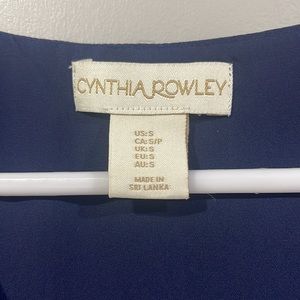 CYNTHIA ROWLEY
US:S
CA:S/P
UK:S
EU:S
AU:S
MADE IN
SRI LANKA